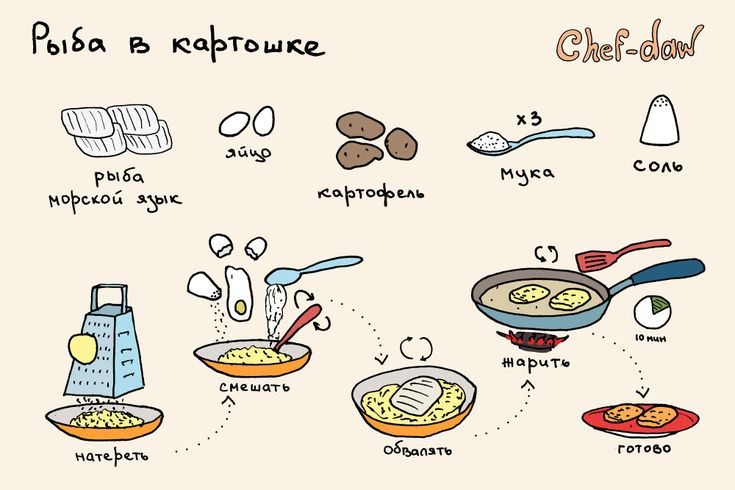 Рыба в картошке
Chef-daw
рыба
морской язык
яйцо
картофель
x3
мука
соль
натереть
смешать
обвалять
жарить
10 мин
готово